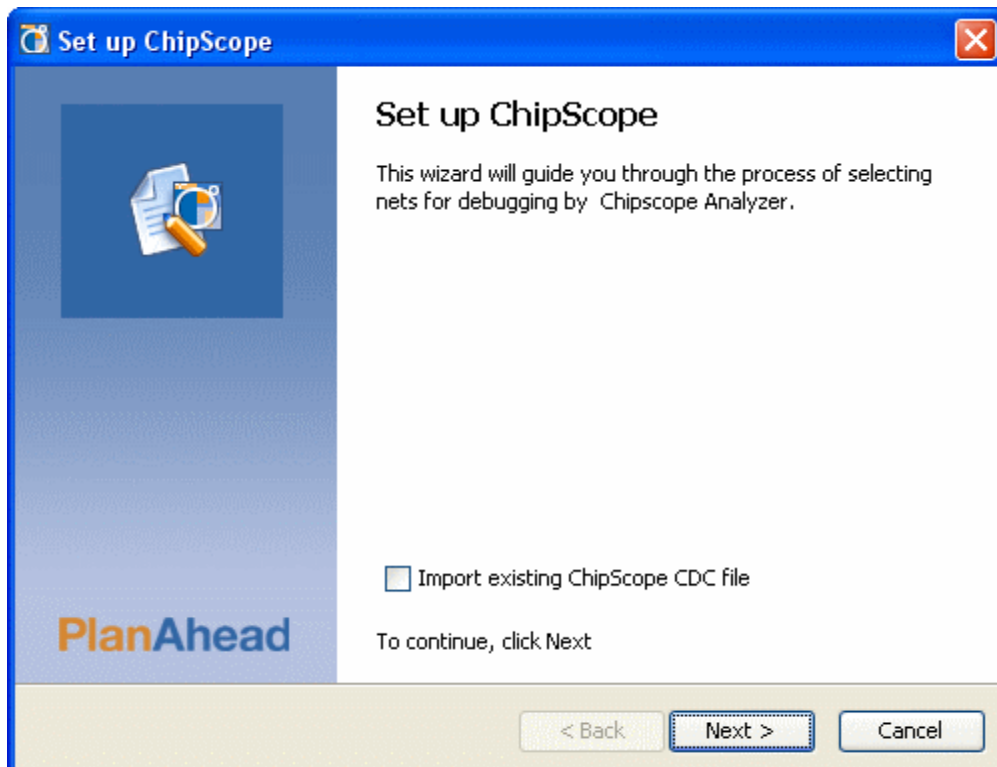 Set up ChipScope
Set up ChipScope
This wizard will guide you through the process of selecting
nets for debugging by  Chipscope Analyzer.
Import existing ChipScope CDC file
PlanAhead
To continue, click Next
< Back
Next >
Cancel